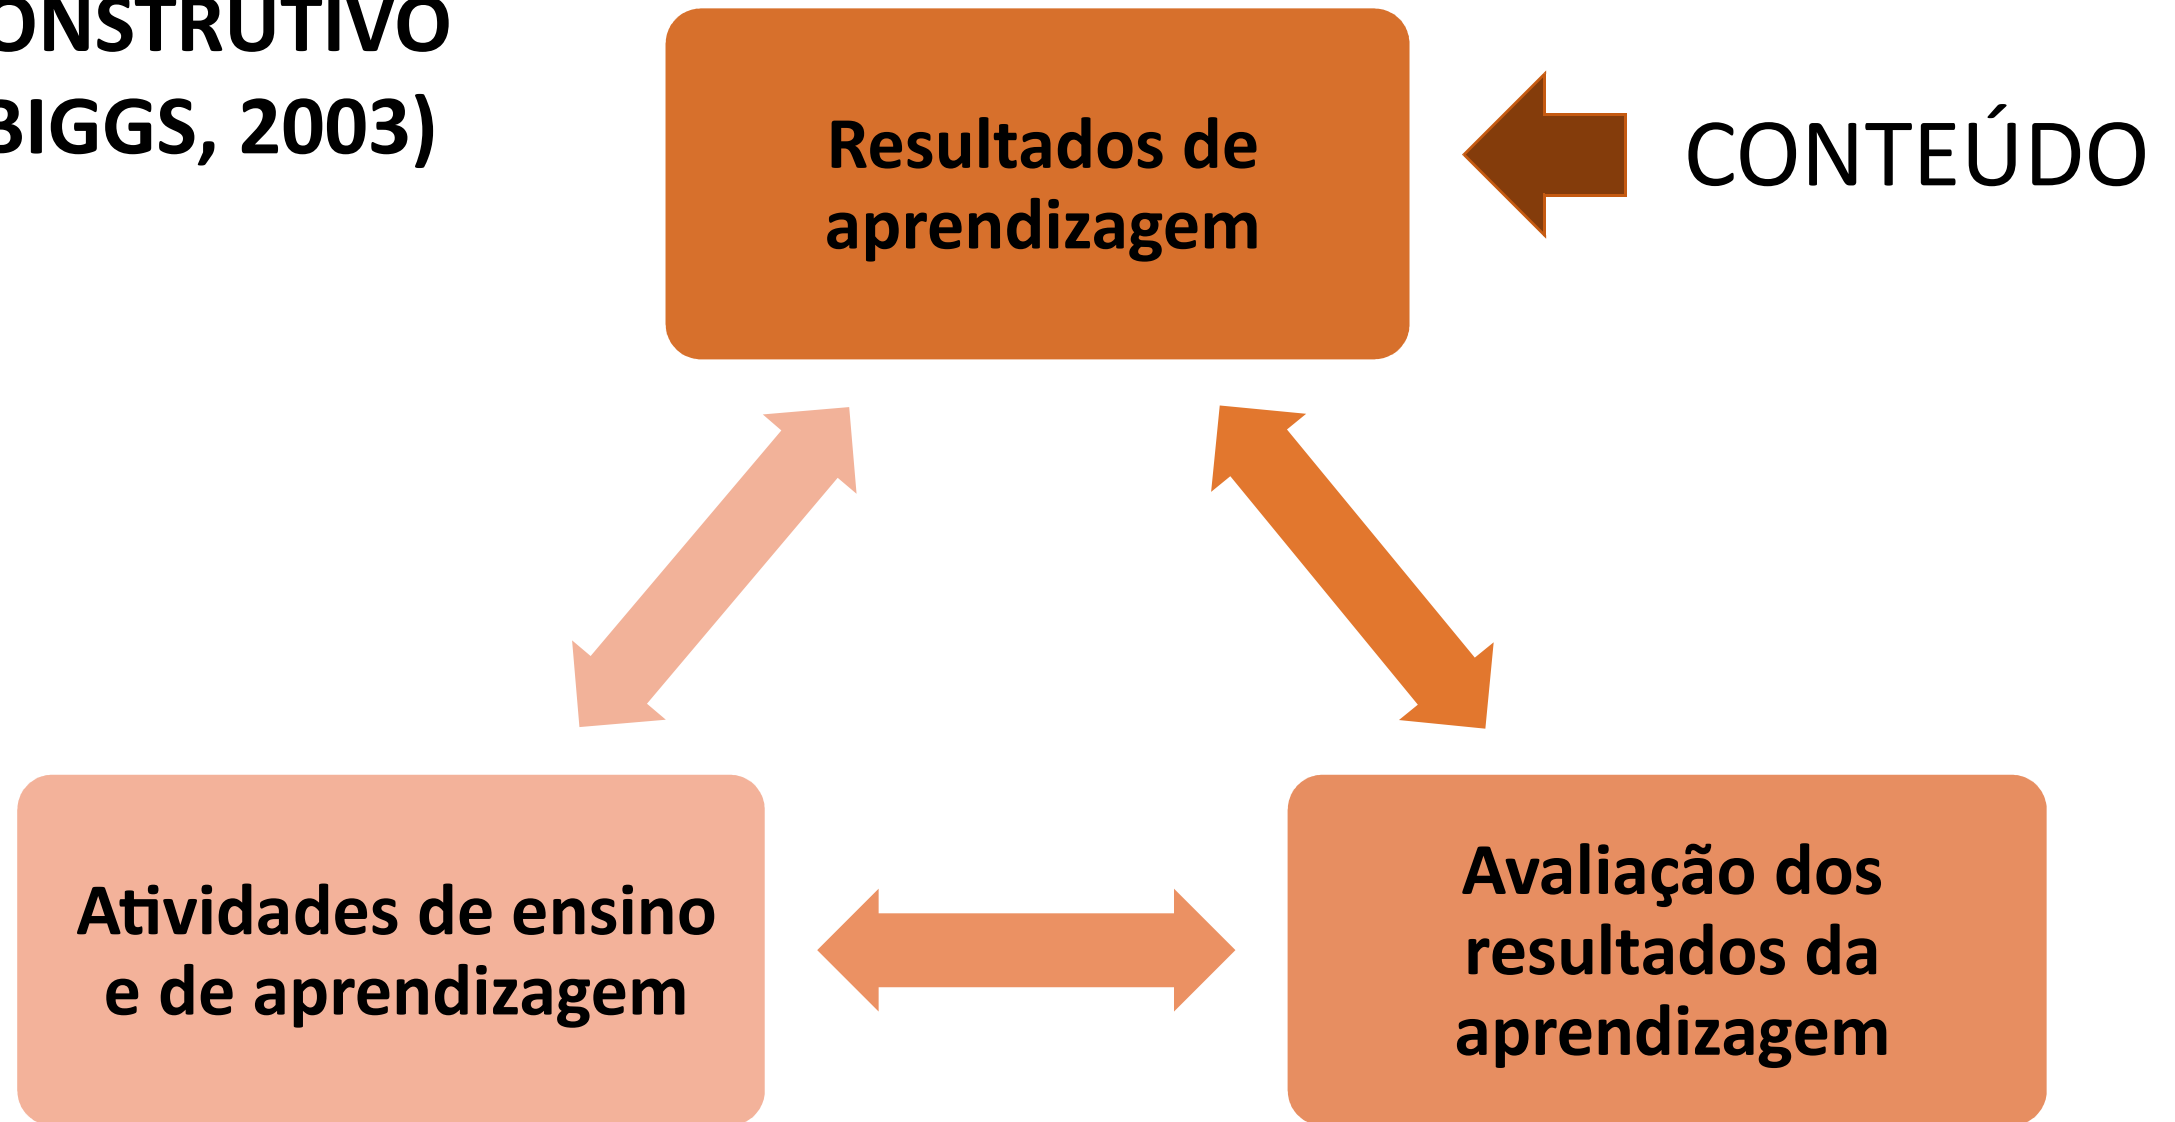 ONSTRUTIVO
BIGGS, 2003)
Resultados de
aprendizagem
CONTEÚDO
Atividades de ensino
e de aprendizagem
Avaliação dos
resultados da
aprendizagem